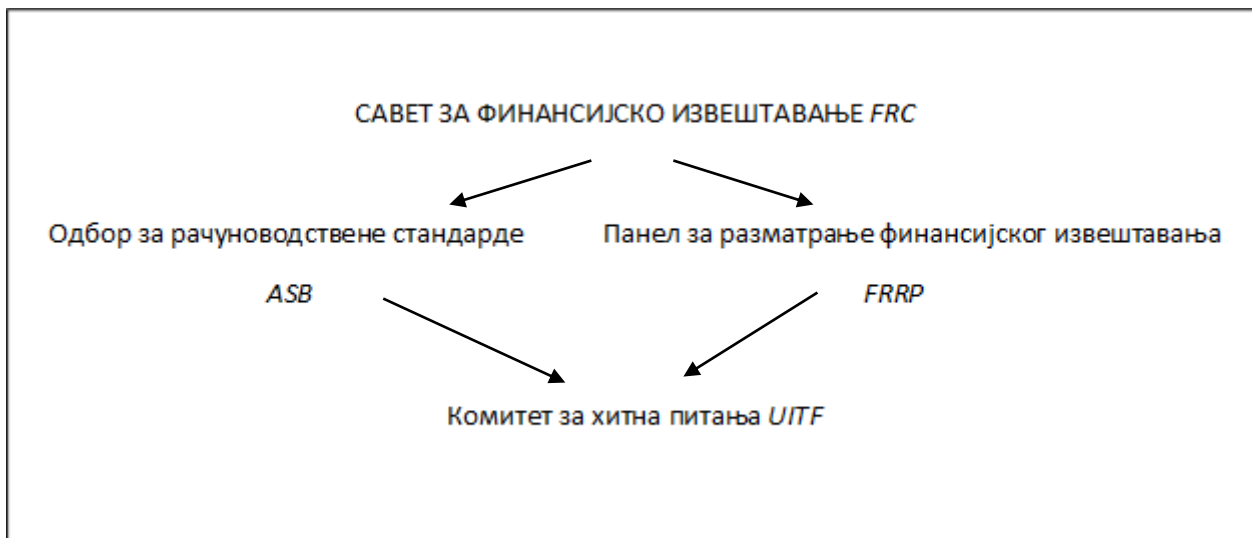 САВЕТ ЗА ФИНАНСИЈСКО ИЗВЕШТАВАЊЕ FRC
Одбор за рачуноводствене стандарде
Панел за разматрање финансијског извештавања
ASB
FRRP
Комитет за хитна питања UITF